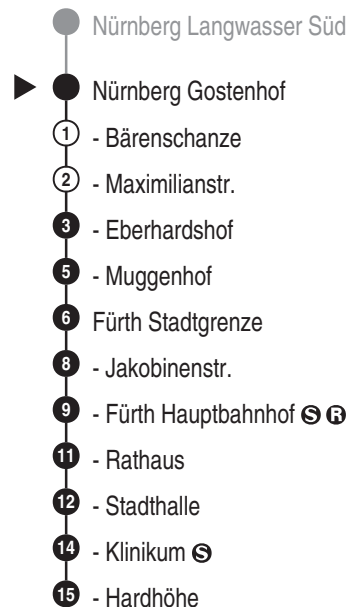 Nürnberg Langwasser Süd
Nürnberg Gostenhof
1 - Bärenschanze
2 - Maximilianstr.
3 - Eberhardshof
5 - Muggenhof
6 Fürth Stadtgrenze
8 - Jakobinenstr.
9 - Fürth Hauptbahnhof S R
11 - Rathaus
12 - Stadthalle
14 - Klinikum S
15 - Hardhöhe